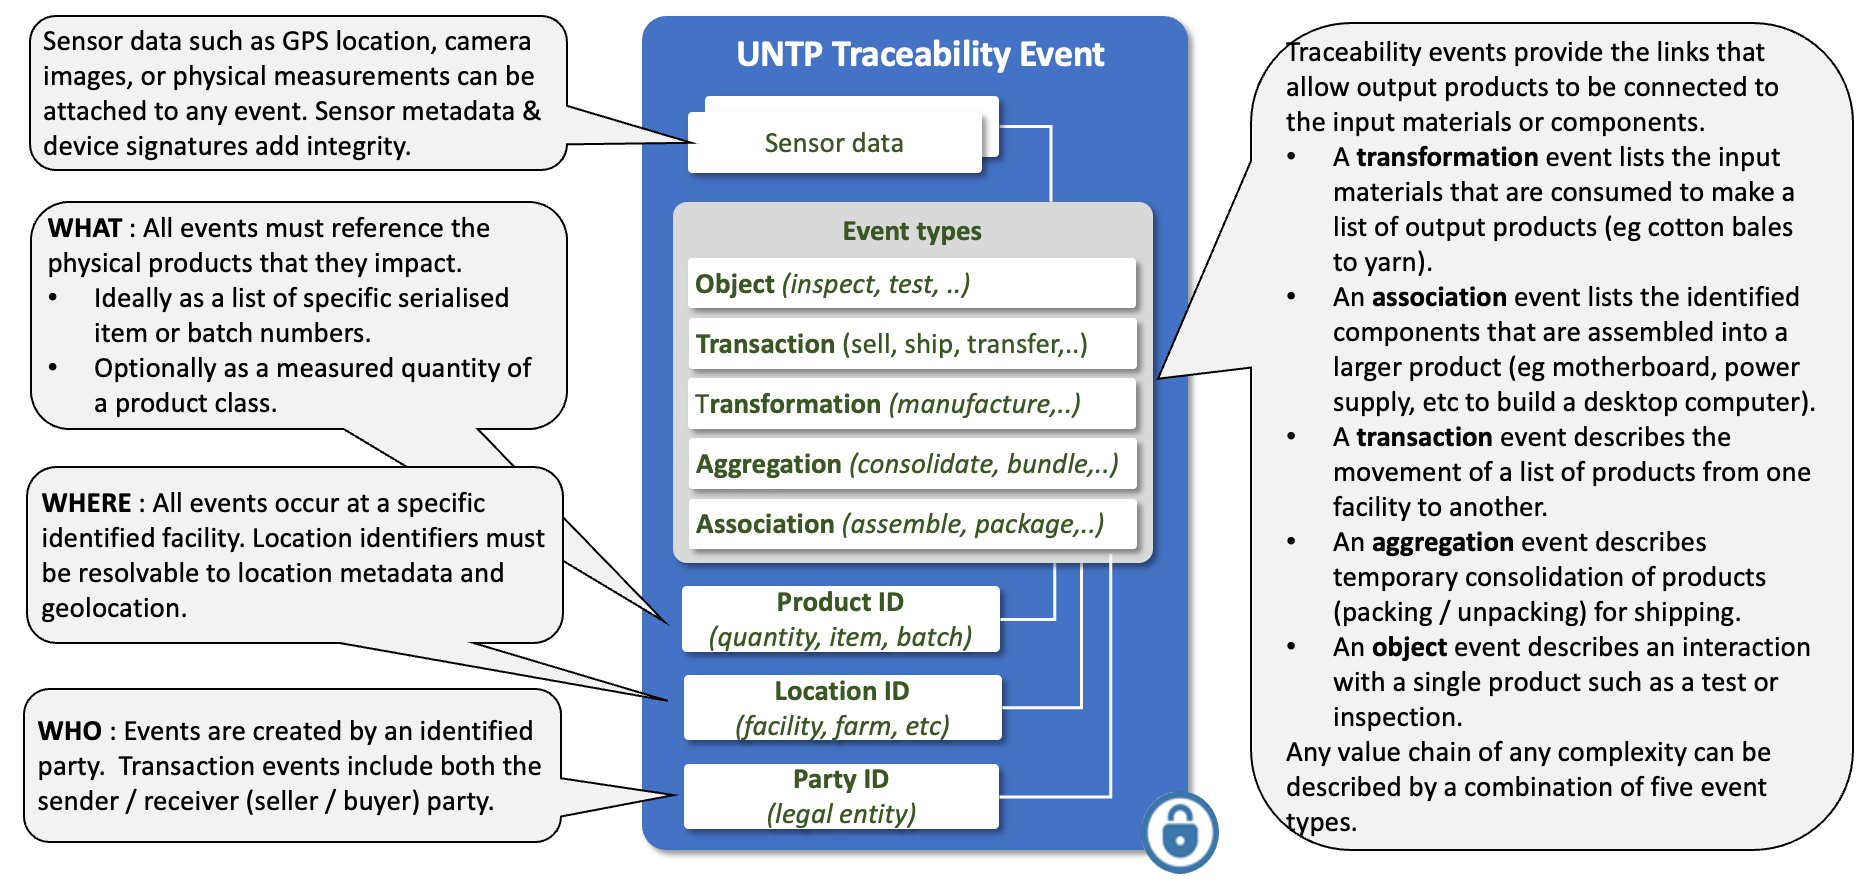 Sensor data such as GPS location, camera
images, or physical measurements can be
attached to any event. Sensor metadata &
device signatures add integrity.
WHAT : All events must reference the
physical products that they impact.
• Ideally as a list of specific serialised
item or batch numbers.
• Optionally as a measured quantity of
a product class.
WHERE : All events occur at a specific
identified facility. Location identifiers must
be resolvable to location metadata and
geolocation.
WHO : Events are created by an identified
party. Transaction events include both the
sender / receiver (seller / buyer) party.
UNTP Traceability Event
Sensor data
Event types
Object (inspect, test, ..)
Transaction (sell, ship, transfer,..)
Transformation (manufacture,..)
Aggregation (consolidate, bundle,..)
Association (assemble, package,..)
Product ID
(quantity, item, batch)
Location ID
(facility, farm, etc)
Party ID
(legal entity)
Traceability events provide the links that
allow output products to be connected to
the input materials or components.
• A transformation event lists the input
materials that are consumed to make a
list of output products (eg cotton bales
to yarn).
• An association event lists the identified
components that are assembled into a
larger product (eg motherboard, power
supply, etc to build a desktop computer).
• A transaction event describes the
movement of a list of products from one
facility to another.
• An aggregation event describes
temporary consolidation of products
(packing / unpacking) for shipping.
• An object event describes an interaction
with a single product such as a test or
inspection.
Any value chain of any complexity can be
described by a combination of five event
types.